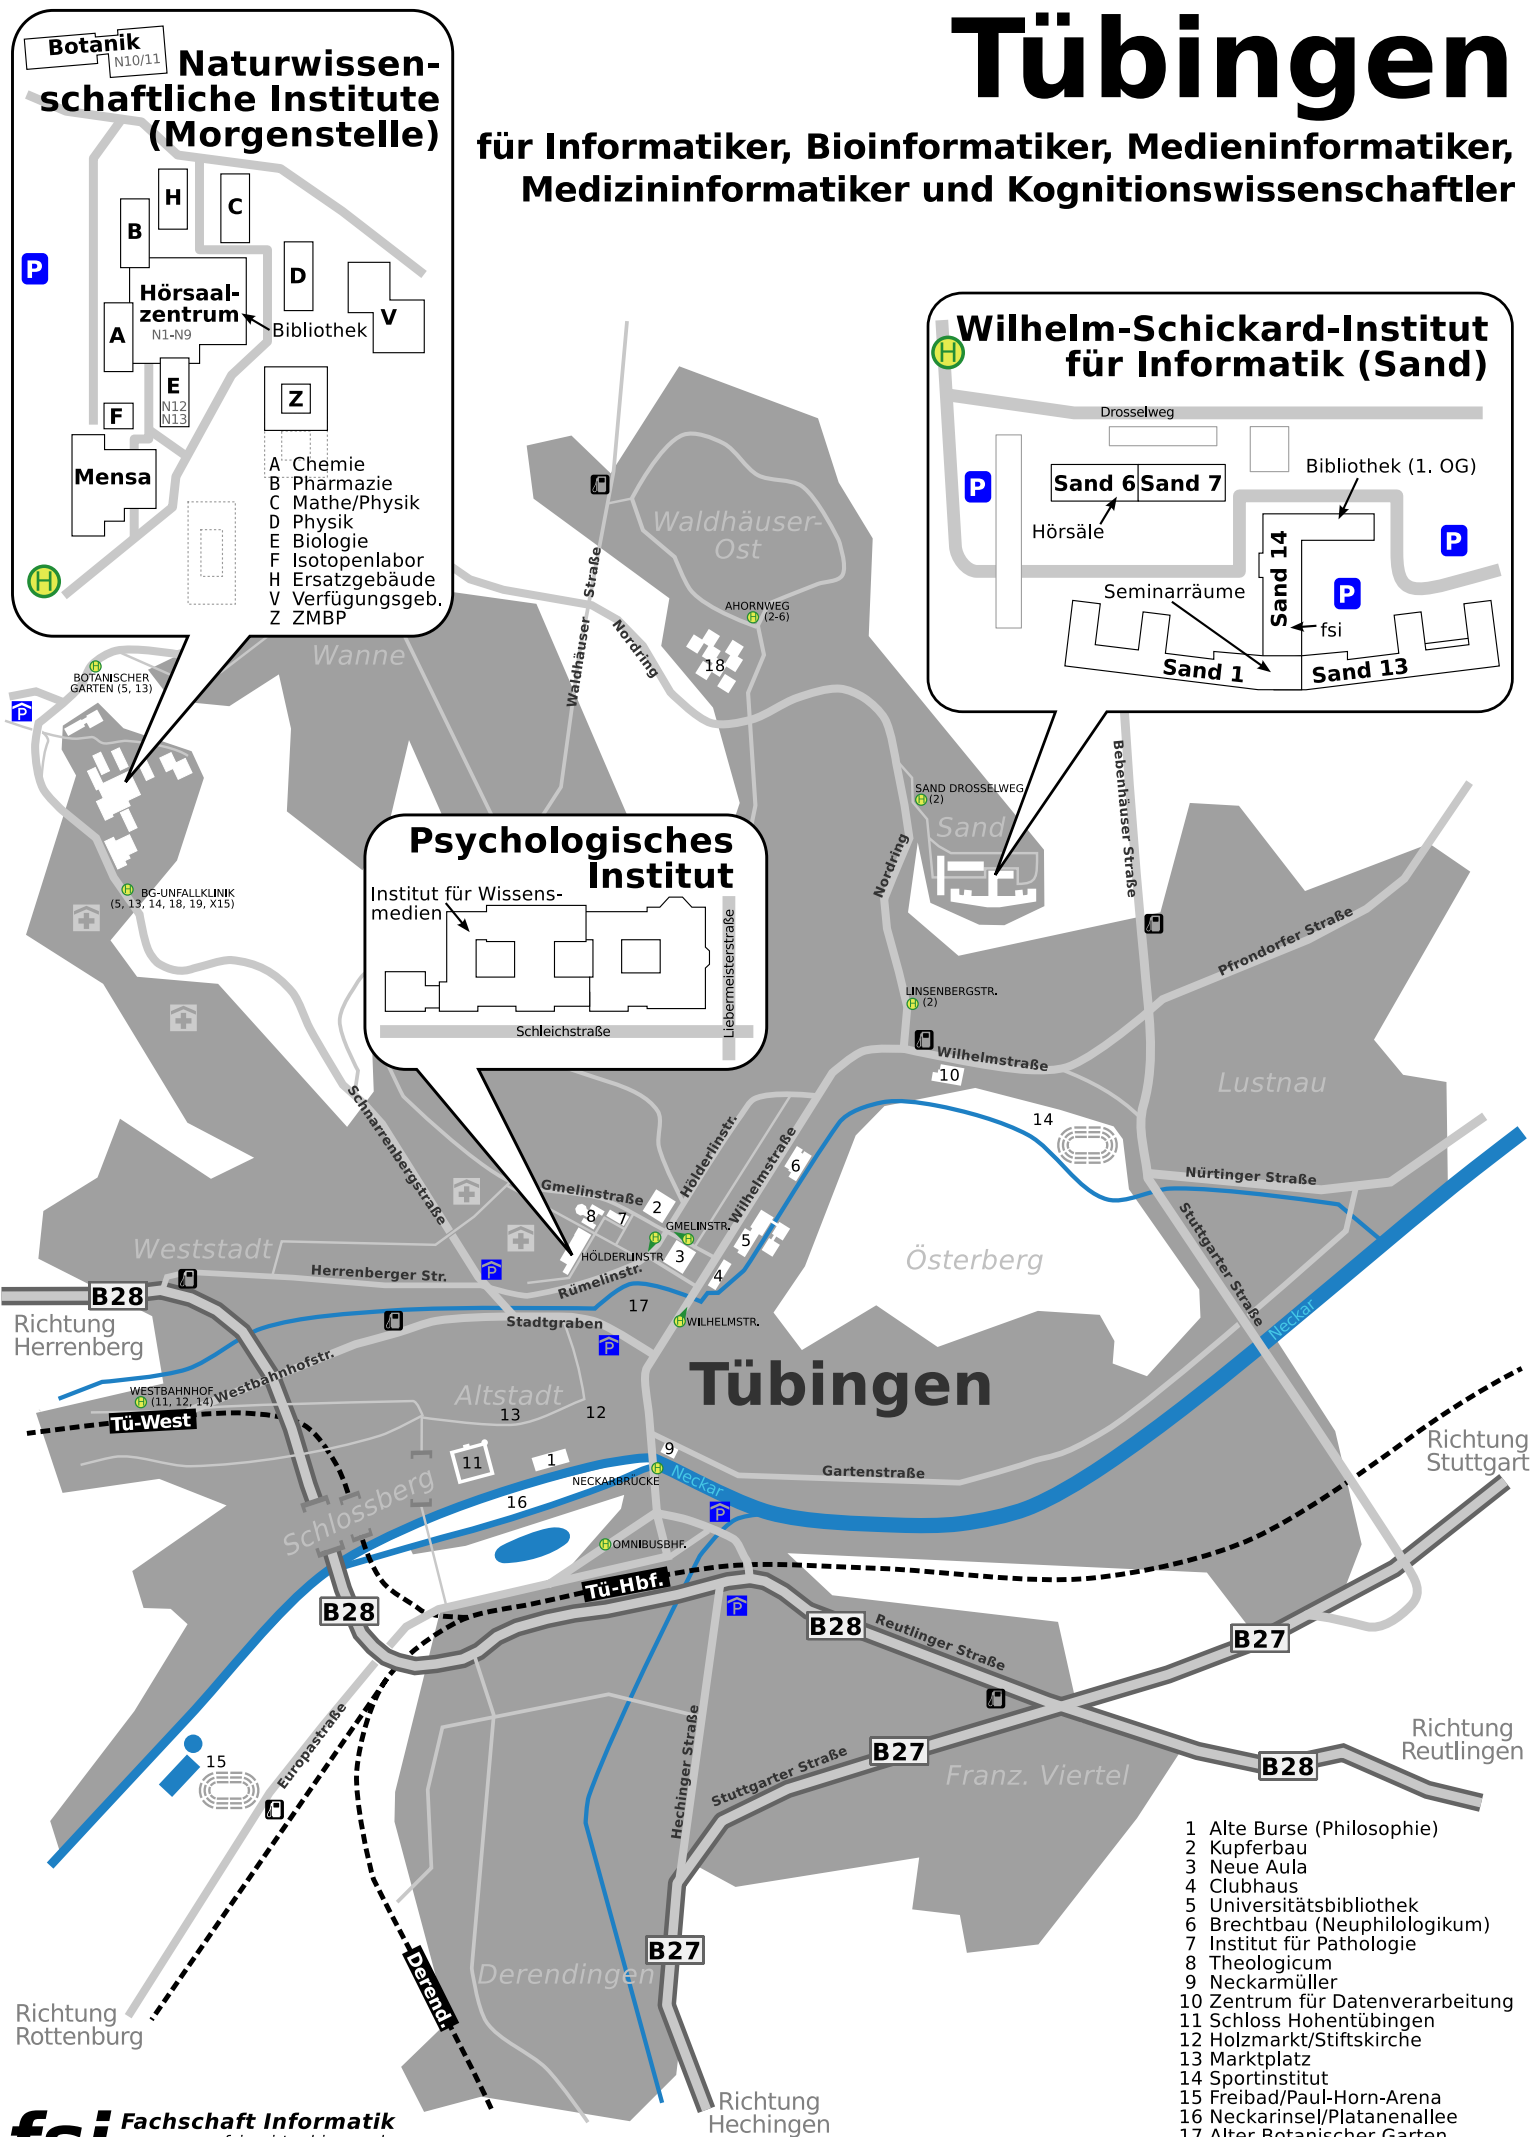 Tübingen
für Informatiker, Bioinformatiker, Medieninformatiker,
Medizininformatiker und Kognitionswissenschaftler
Botanik
N10/11
Naturwissen-
schaftliche Institute
(Morgenstelle)
H
C
B
P
D
Hörsaal-
zentrum
N1-N9
V
A
Bibliothek
E
N12
N13
Z
F
Mensa
A Chemie
B Pharmazie
C Mathe/Physik
D Physik
E Biologie
F Isotopenlabor
H Ersatzgebäude
V Verfügungsgeb.
Z ZMBP
H
Wilhelm-Schickard-Institut
für Informatik (Sand)
H
Drosselweg
Bibliothek (1. OG)
P
Sand 6
Sand 7
Hörsäle
P
Sand 14
Seminarräume
P
fsi
Sand 1
Sand 13
Waldhäuser-
Ost
Waldhäuser Straße
AHORNWEG
H (2-6)
Nordring
18
Wanne
H
BOTANISCHER
GARTEN (5, 13)
P
Bebenhäuser Straße
SAND DROSSELWEG
H (2)
Sand
Nordring
H BG-UNFALLKLINIK
(5, 13, 14, 18, 19, X15)
Psychologisches
Institut
Institut für Wissens-
medien
Liebermeisterstraße
Schleichstraße
Pfrondorfer Straße
LINSENBERGSTR.
H (2)
Wilhelmstraße
10
Lustnau
14
Schnarrenbergstraße
Hölderlinstr.
Wilhelmstraße
6
Nürtinger Straße
Gmelinstraße
2
8
7
GMELINSTR.
H
H
5
HÖLDERLINSTR
3
4
Weststadt
Österberg
Stuttgarter Straße
Herrenberger Str.
P
Rümelinstr.
B28
Richtung
Herrenberg
17
Stadtgraben
H WILHELMSTR.
P
Neckar
Westbahnhofstr.
Tübingen
WESTBAHNHOF
H (11, 12, 14)
Tü-West
Altstadt
13
12
Richtung
Stuttgart
11
1
9
Gartenstraße
H
NECKARBRÜCKE
Neckar
Schlossberg
16
P
H OMNIBUSBHF.
Tü-Hbf.
P
B28
B28
Reutlinger Straße
B27
Richtung
Reutlingen
Europastraße
15
Hechinger Straße
Stuttgarter Straße
B27
B28
Franz. Viertel
1 Alte Burse (Philosophie)
2 Kupferbau
3 Neue Aula
4 Clubhaus
5 Universitätsbibliothek
6 Brechtbau (Neuphilologikum)
7 Institut für Pathologie
8 Theologicum
9 Neckarmüller
10 Zentrum für Datenverarbeitung
11 Schloss Hohentübingen
12 Holzmarkt/Stiftskirche
13 Marktplatz
14 Sportinstitut
15 Freibad/Paul-Horn-Arena
16 Neckarinsel/Platanenallee
17 Alter Botanischer Garten
B27
Derendingen
Derend.
Richtung
Rottenburg
Richtung
Hechingen
fsi
Fachschaft Informatik